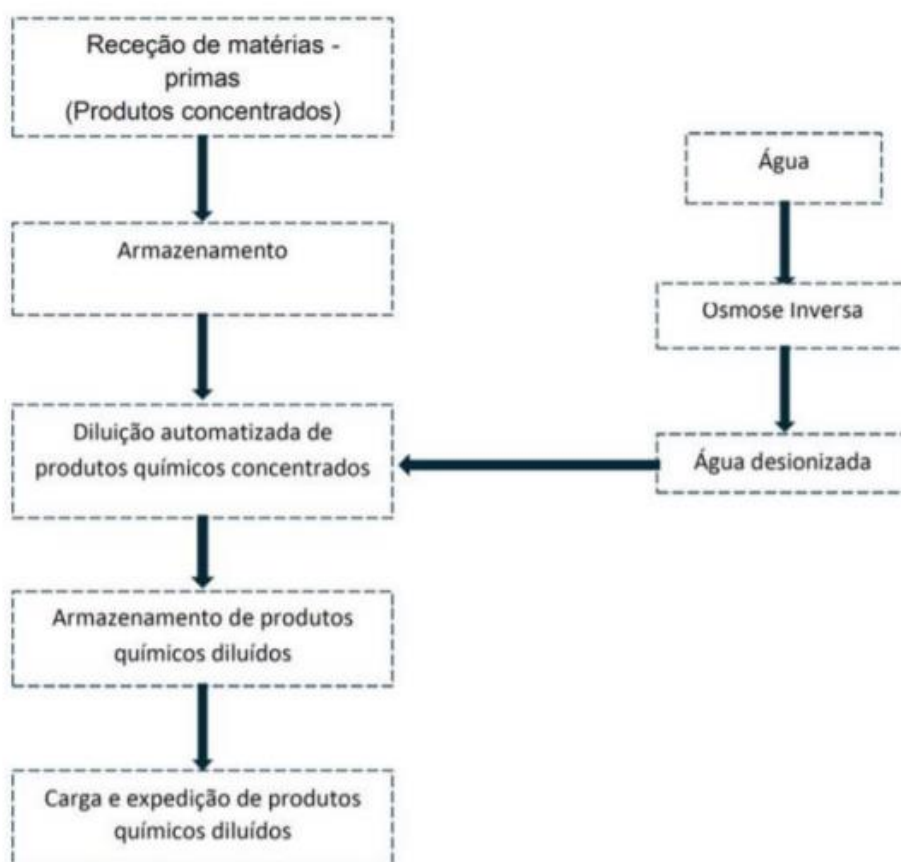 Receção de matérias -
primas
(Produtos concentrados)
Armazenamento
Diluição automatizada de
produtos químicos concentrados
Armazenamento de produtos
químicos diluídos
Carga e expedição de produtos
químicos diluídos
Água
Osmose Inversa
Água desionizada